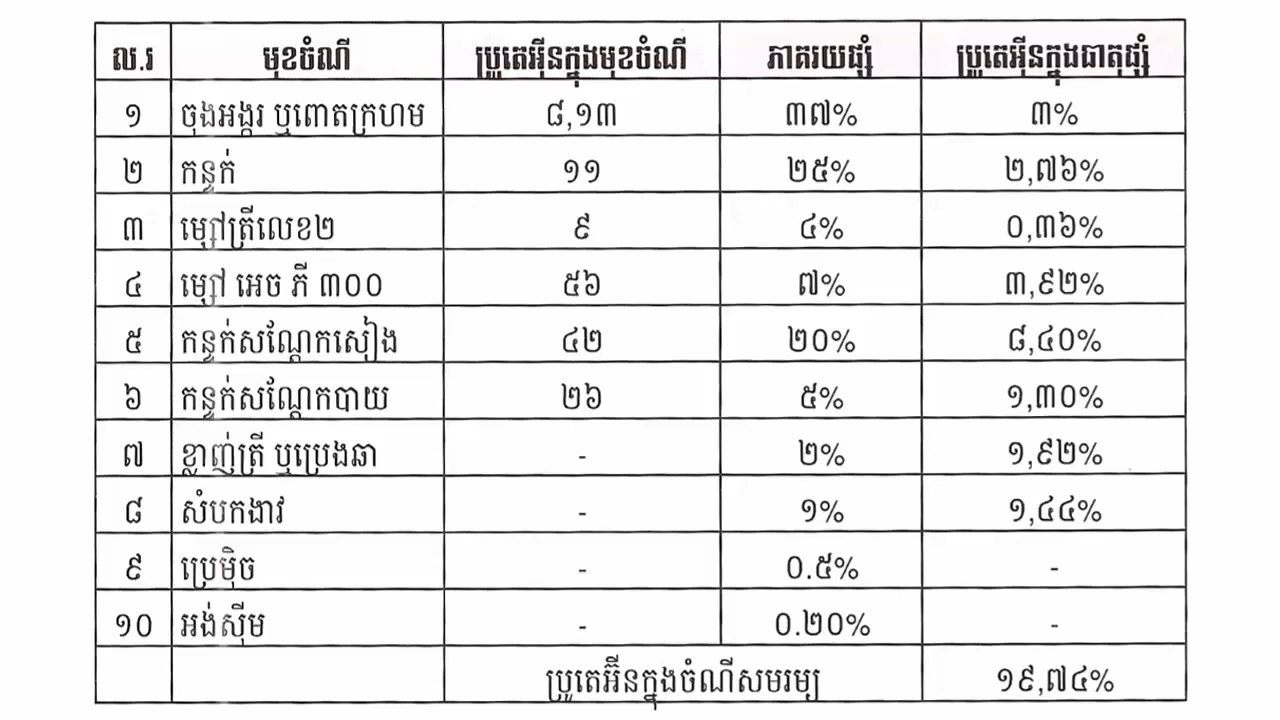 ល.រ មុខចំណី ប្រូតេអ៊ីនក្នុងមុខចំណី ភាគរយផ្សំ ប្រូតេអ៊ីនក្នុងធាតុផ្សំ
១ ចុងអង្ករ ឬពោតក្រហម ៨,១៣ ៣៧% ៣%
២ កន្ទក់ ១១ ២៥% ២,៧៦%
៣ ម្សៅត្រីលេខ២ ៩ ៤% ០,៣៦%
៤ ម្សៅ អេច ភី ៣០០ ៥៦ ៧% ៣,៩២%
៥ កន្ទក់សណ្តែកសៀង ៤២ ២០% ៨,៤០%
៦ កន្ទក់សណ្តែកបាយ ២៦ ៥% ១,៣០%
៧ ខ្លាញ់ត្រី ឬប្រេងឆា - ២% ១,៩២%
៨ សំបកងាវ - ១% ១,៤៤%
៩ ប្រេម៉ិច - ០.៥% -
១០ អង់ស៊ីម - ០.២០% -
ប្រូតេអ៊ីនក្នុងចំណីសមរម្យ ១៩,៧៤%